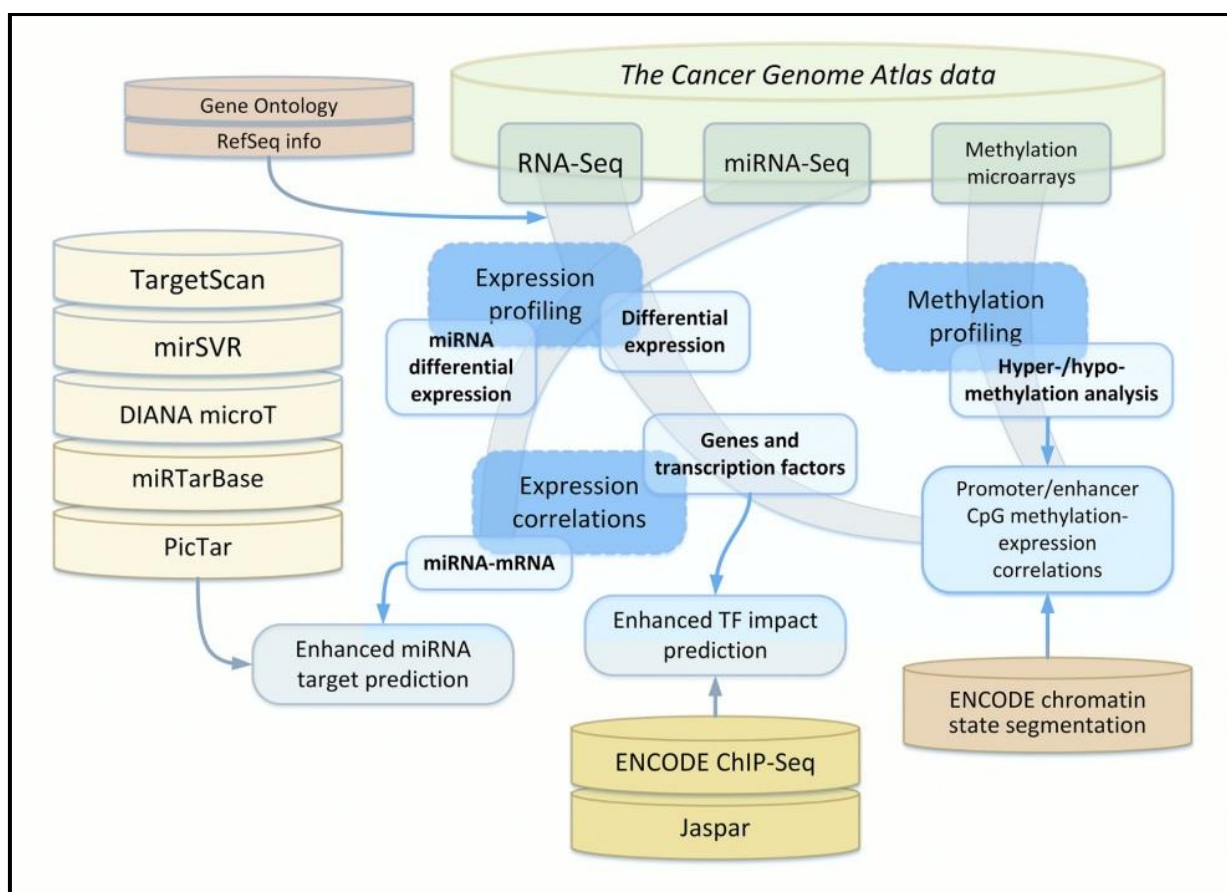 The Cancer Genome Atlas data
Gene Ontology
RefSeq info
RNA-Seq
miRNA-Seq
Methylation
microarrays
TargetScan
mirSVR
DIANA microT
miRTarBase
PicTar
Expression
profiling
miRNA
differential
expression
Differential
expression
Methylation
profiling
Hyper-/hypo-
methylation analysis
Genes and
transcription factors
Expression
correlations
miRNA-mRNA
Promoter/enhancer
CpG methylation-
expression
correlations
Enhanced miRNA
target prediction
Enhanced TF impact
prediction
ENCODE chromatin
state segmentation
ENCODE ChIP-Seq
Jaspar